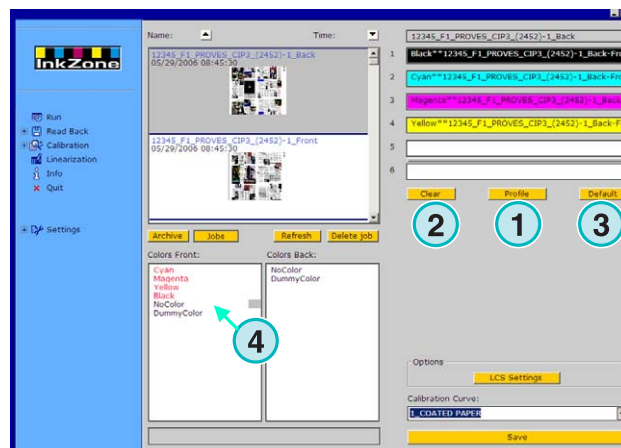 InkZone
Run
Read Back
Calibration
Linearization
Info
Quit
Settings
Name:
Time:
12345_F1_PROVES_CIP3_(2452)-1_Back
05/29/2006 08:45:30
12345_F1_PROVES_CIP3_(2452)-1_Front
05/29/2006 08:45:30
Archive
Jobs
Refresh
Delete job
Colors Front:
Cyan
Magenta
Yellow
Black
NoColor
DummyColor
4
Colors Back:
NoColor
DummyColor
12345_F1_PROVES_CIP3_(2452)-1_Back
1 Black**12345_F1_PROVES_CIP3_(2452)-1_Back-Fro
2 Cyan**12345_F1_PROVES_CIP3_(2452)-1_Back-Fron
3 Magenta**12345_F1_PROVES_CIP3_(2452)-1_Back
4 Yellow**12345_F1_PROVES_CIP3_(2452)-1_Back-F
5
6
Clear
Profile
Default
2
1
3
Options
LCS Settings
Calibration Curve:
1_COATED PAPER
Save